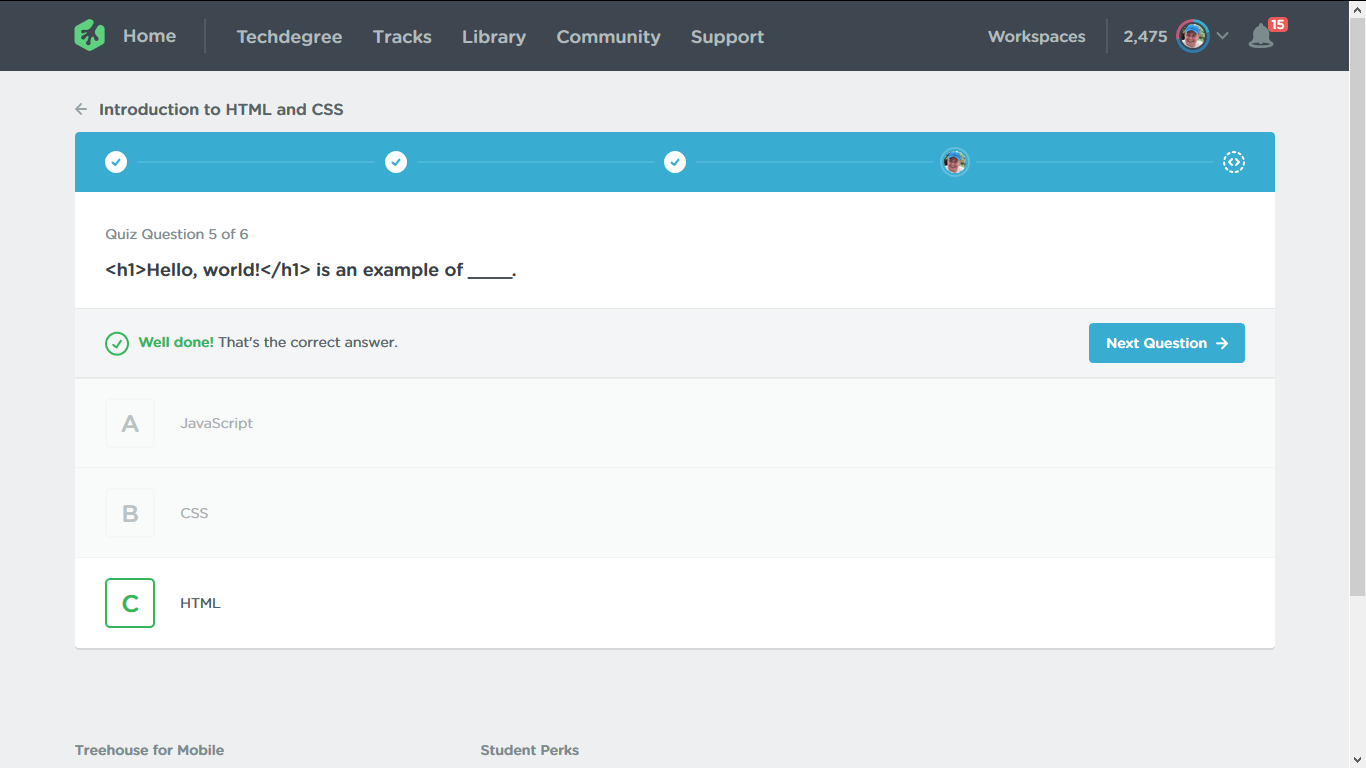 Home Techdegree Tracks Library Community Support Workspaces 2,475 15
← Introduction to HTML and CSS
Quiz Question 5 of 6
<h1>Hello, world!</h1> is an example of _____.
Well done! That's the correct answer.
Next Question →
A JavaScript
B CSS
C HTML
Treehouse for Mobile Student Perks